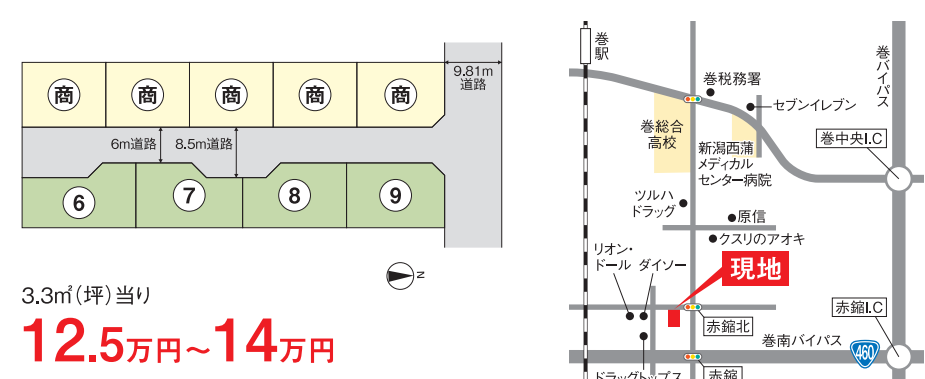 9.81m
道路
商 商 商 商 商
6m道路 8.5m道路
6 7 8 9
N
3.3㎡(坪)当り
12.5万円~14万円
巻駅
巻税務署
セブンイレブン
巻バイパス
巻総合
高校
新潟西蒲
メディカル
センター病院
巻中央I.C
ツルハ
ドラッグ
原信
クスリのアオキ
リオン・
ドール
ダイソー
現地
赤鏥北
赤鏥I.C
巻南バイパス
460
ドラッグトップス
赤鏥